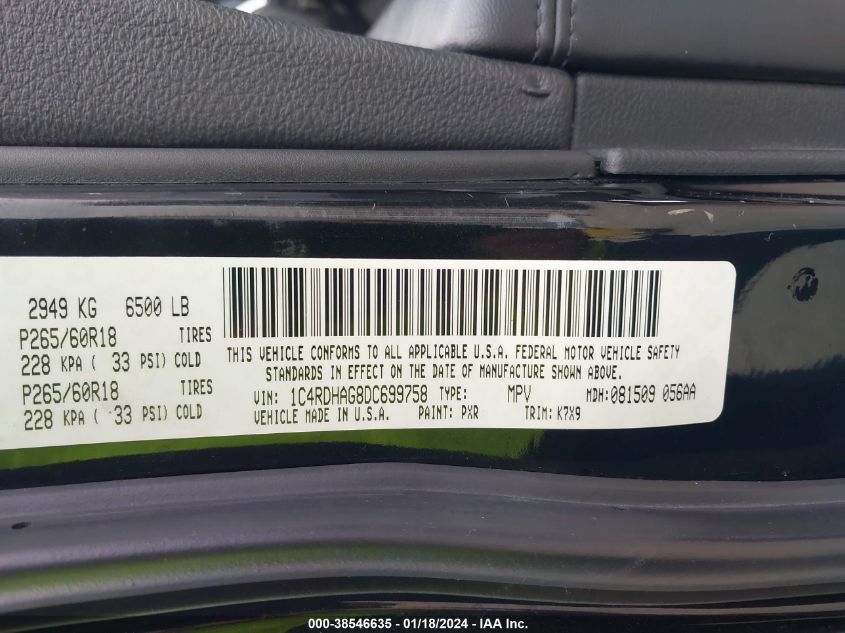 2949 KG 6500 LB
P265/60R18 TIRES
228 KPA ( 33 PSI) COLD
P265/60R18 TIRES
228 KPA ( 33 PSI) COLD
THIS VEHICLE CONFORMS TO ALL APPLICABLE U.S.A. FEDERAL MOTOR VEHICLE SAFETY
STANDARDS IN EFFECT ON THE DATE OF MANUFACTURE SHOWN ABOVE.
VIN: 1C4RDHAG8DC699758 TYPE: MPV MDH:081509 056AA
VEHICLE MADE IN U.S.A. PAINT: PXR TRIM: K7X9
000-38546635 - 01/18/2024 - IAA Inc.